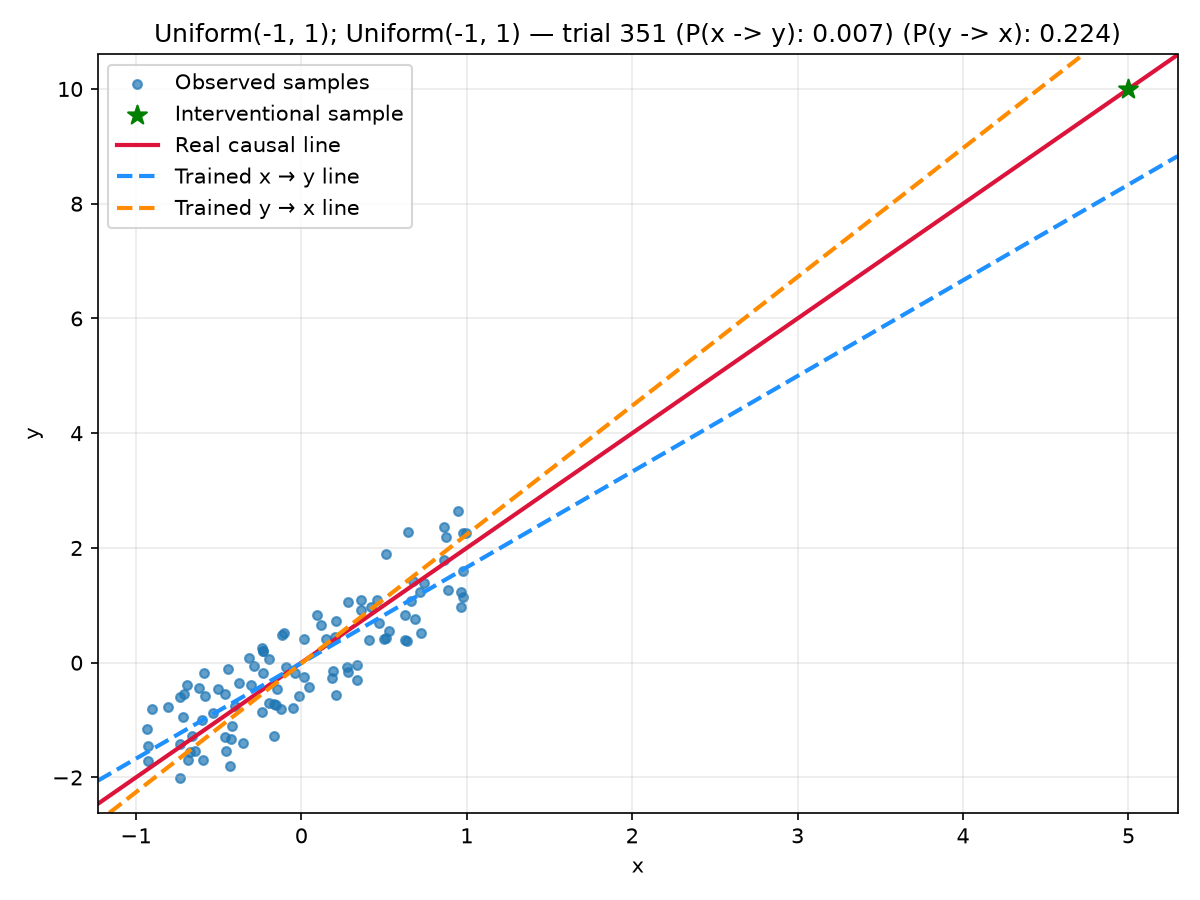 Uniform(-1, 1); Uniform(-1, 1) — trial 351 (P(x -> y): 0.007) (P(y -> x): 0.224)
Observed samples
Interventional sample
Real causal line
Trained x → y line
Trained y → x line
10
8
6
4
2
0
−2
y
−1
0
1
2
3
4
5
x